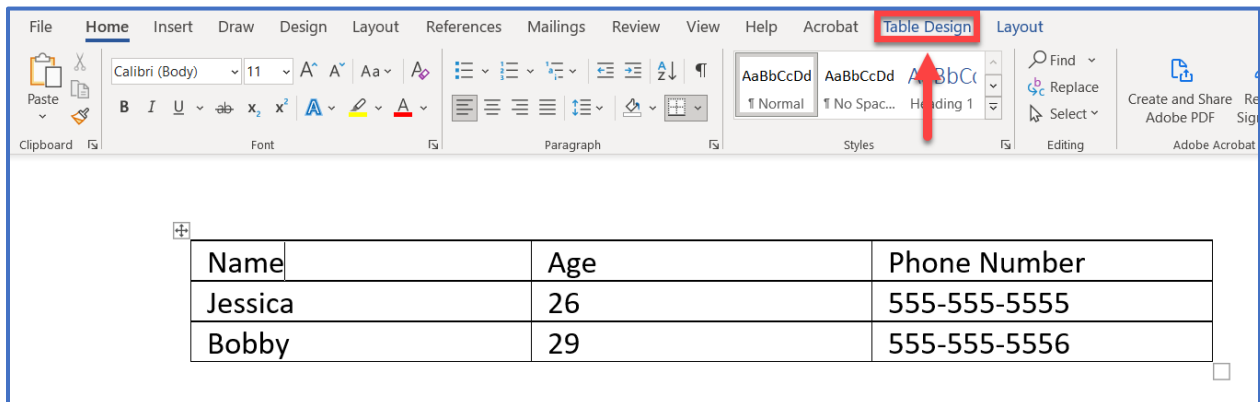 File Home Insert Draw Design Layout References Mailings Review View Help Acrobat Table Design Layout
Paste
Calibri (Body) 11 A A Aa A
B I U ab x2 x2 A A
AaBbCcDd AaBbCcDd
¶ Normal ¶ No Spac... Heading 1
Find
Replace
Select
Create and Share
Adobe PDF
Clipboard Font Paragraph Styles Editing Adobe Acrobat
Name Age Phone Number
Jessica 26 555-555-5555
Bobby 29 555-555-5556